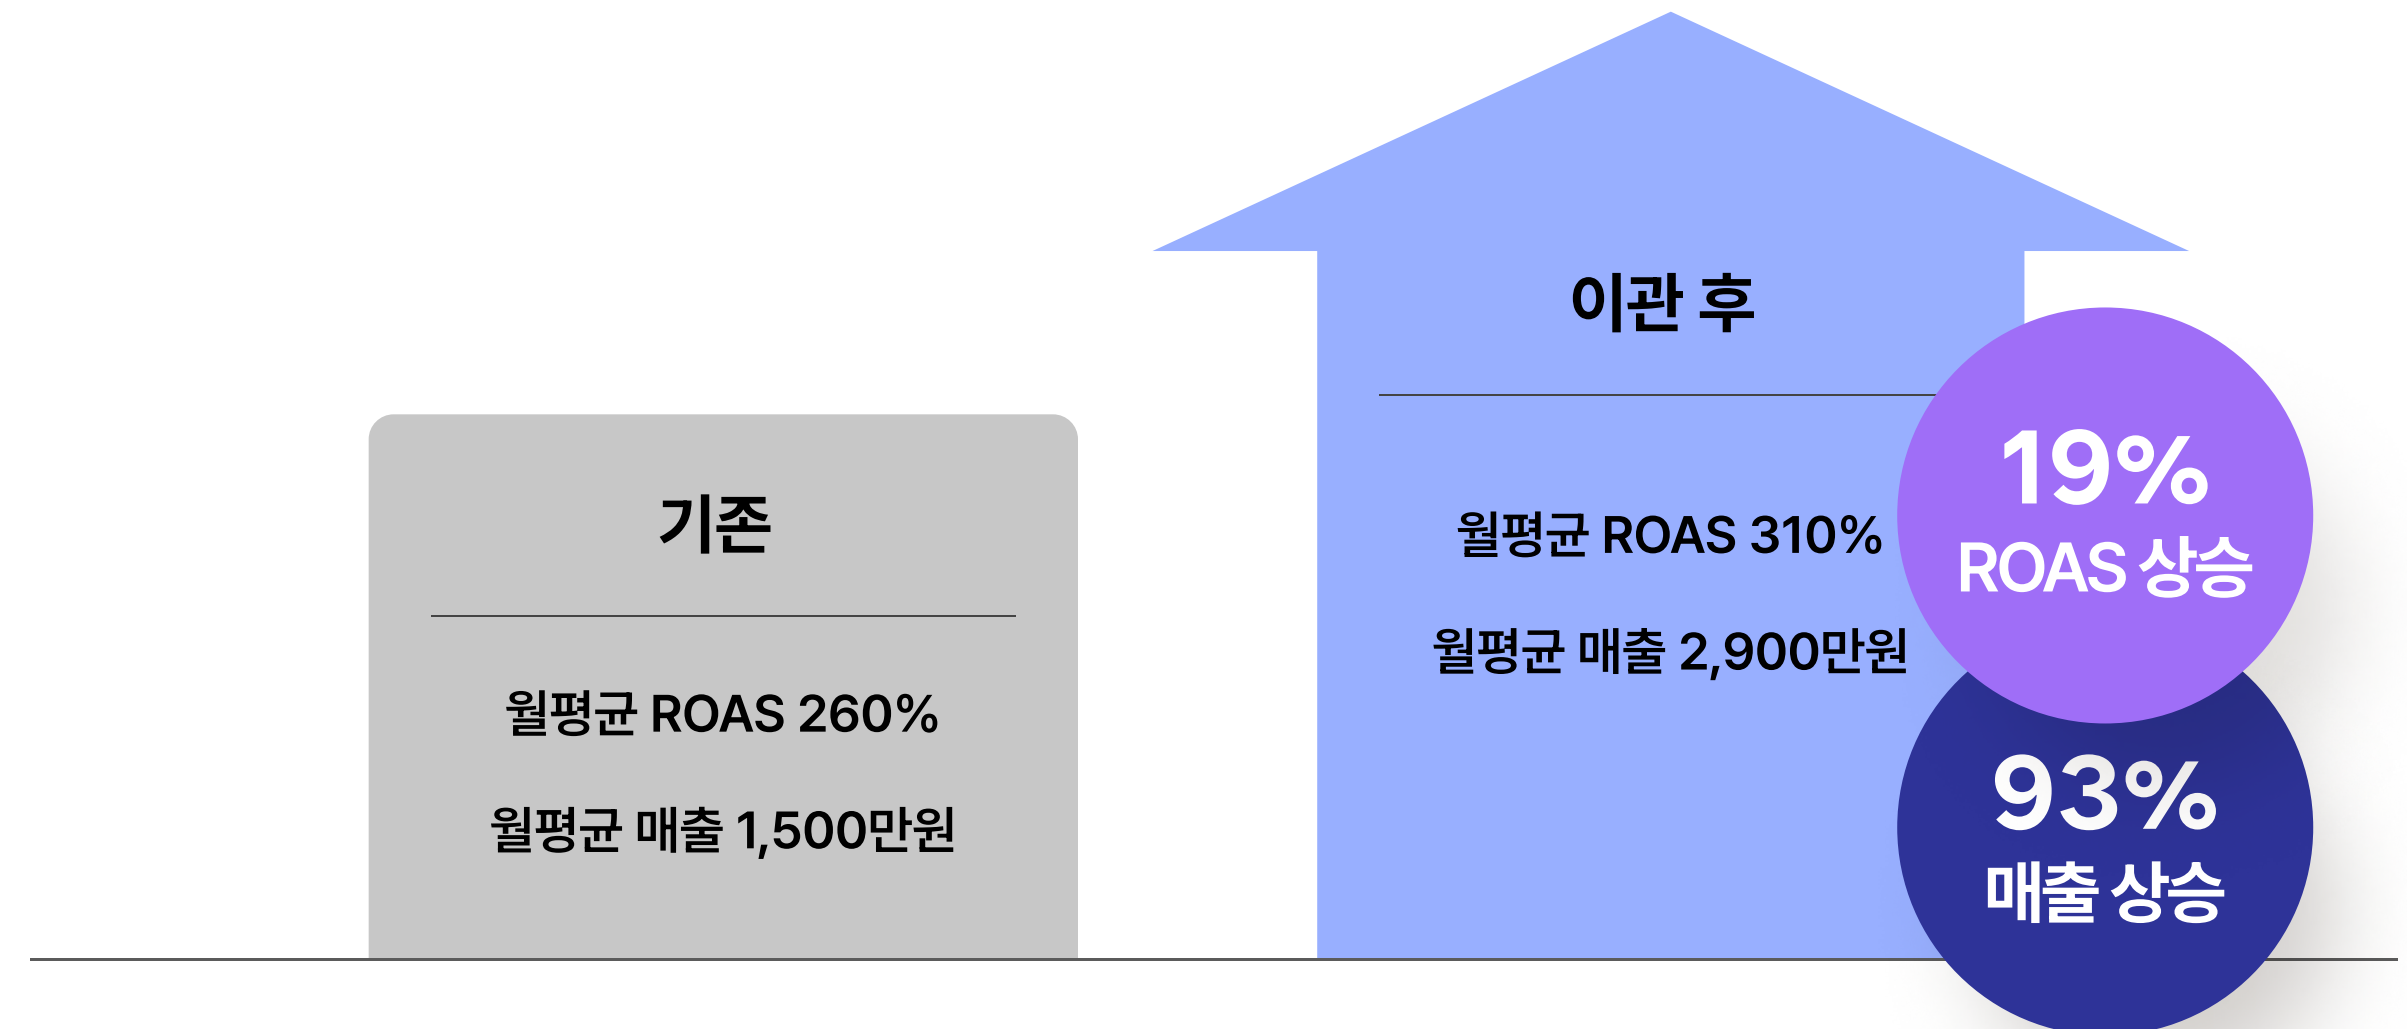 기존
월평균 ROAS 260%
월평균 매출 1,500만원
이관 후
월평균 ROAS 310%
월평균 매출 2,900만원
19%
ROAS 상승
93%
매출 상승